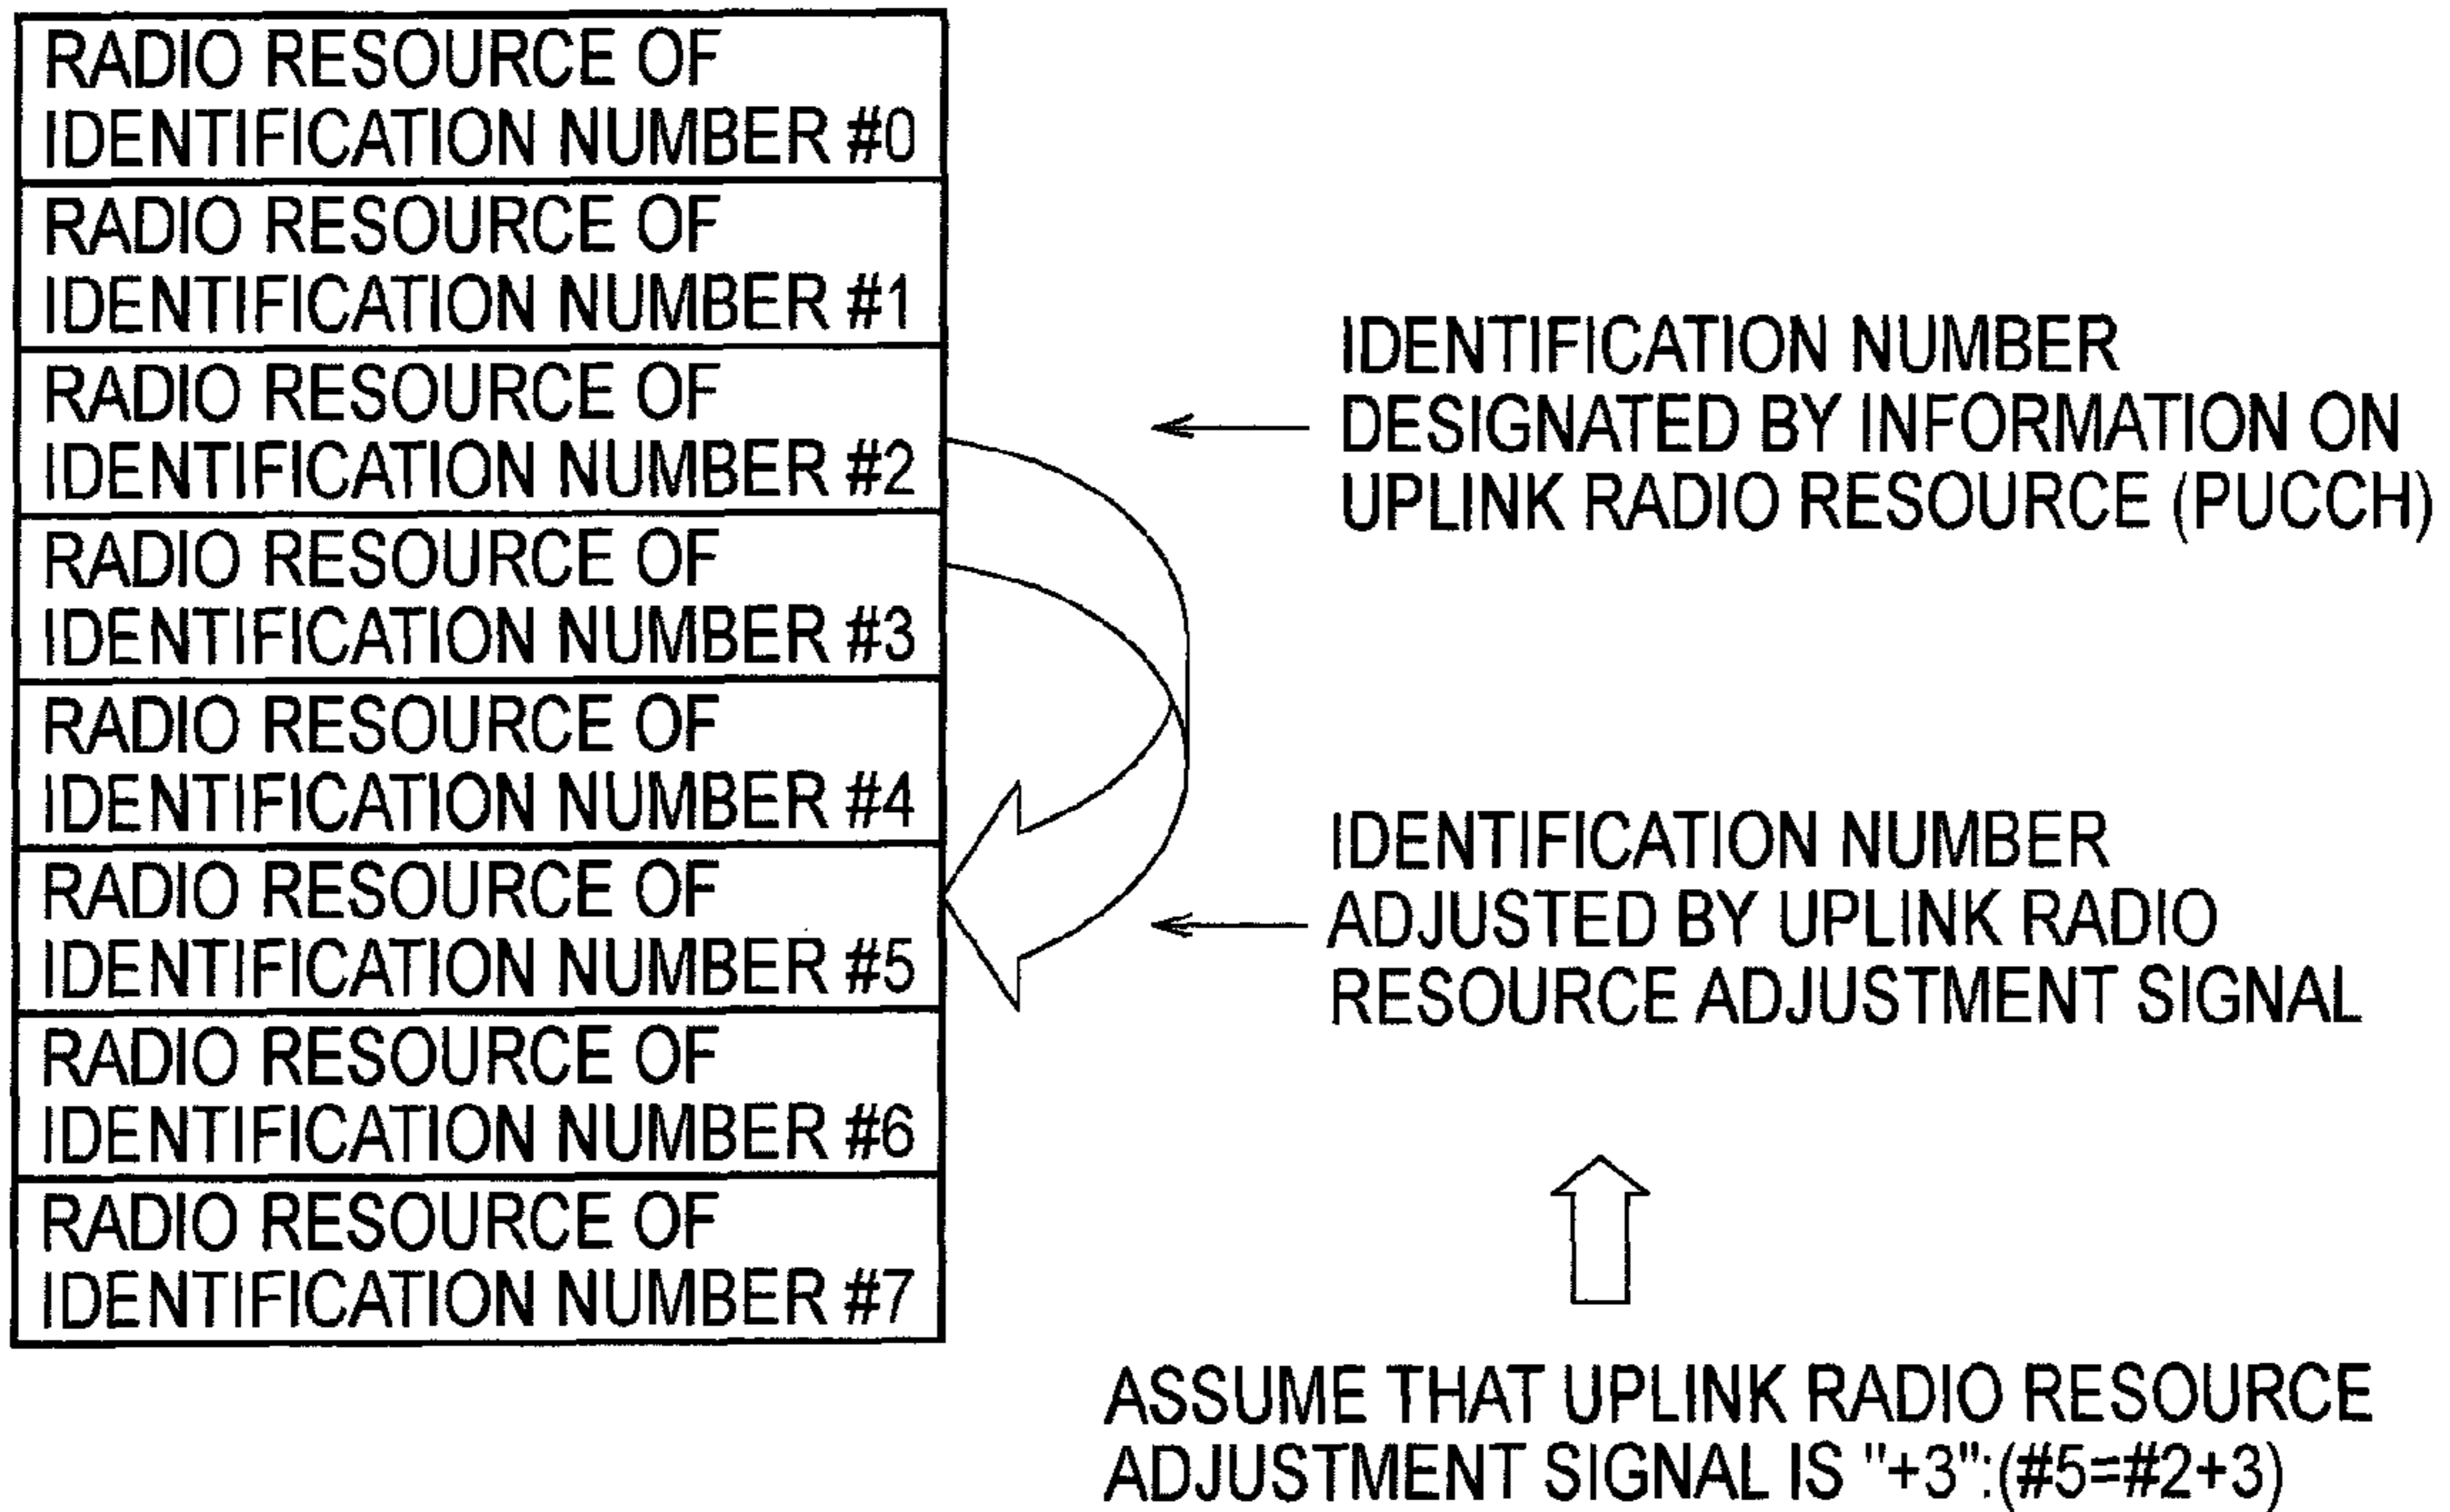 RADIO RESOURCE OF
IDENTIFICATION NUMBER #0
RADIO RESOURCE OF
IDENTIFICATION NUMBER #1
RADIO RESOURCE OF
IDENTIFICATION NUMBER #2
RADIO RESOURCE OF
IDENTIFICATION NUMBER #3
RADIO RESOURCE OF
IDENTIFICATION NUMBER #4
RADIO RESOURCE OF
IDENTIFICATION NUMBER #5
RADIO RESOURCE OF
IDENTIFICATION NUMBER #6
RADIO RESOURCE OF
IDENTIFICATION NUMBER #7
IDENTIFICATION NUMBER
DESIGNATED BY INFORMATION ON
UPLINK RADIO RESOURCE (PUCCH)
IDENTIFICATION NUMBER
ADJUSTED BY UPLINK RADIO
RESOURCE ADJUSTMENT SIGNAL
ASSUME THAT UPLINK RADIO RESOURCE
ADJUSTMENT SIGNAL IS "+3":(#5=#2+3)